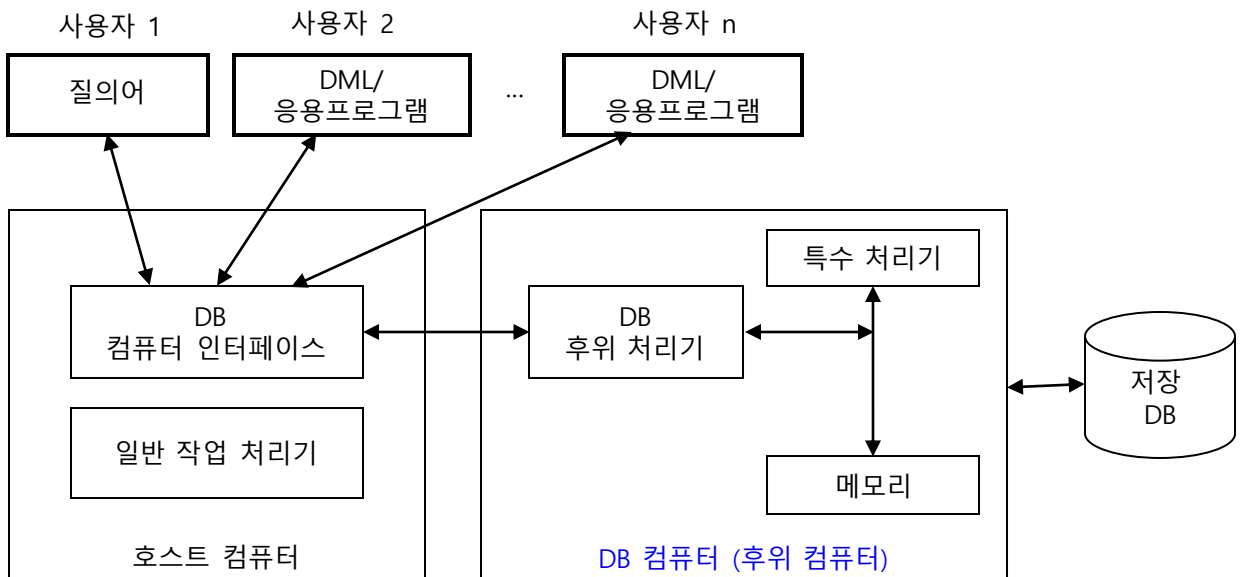 사용자 1
사용자 2
사용자 n
질의어
DML/
응용프로그램
...
DML/
응용프로그램
특수 처리기
DB
컴퓨터 인터페이스
DB
후위 처리기
저장
DB
일반 작업 처리기
메모리
호스트 컴퓨터
DB 컴퓨터 (후위 컴퓨터)